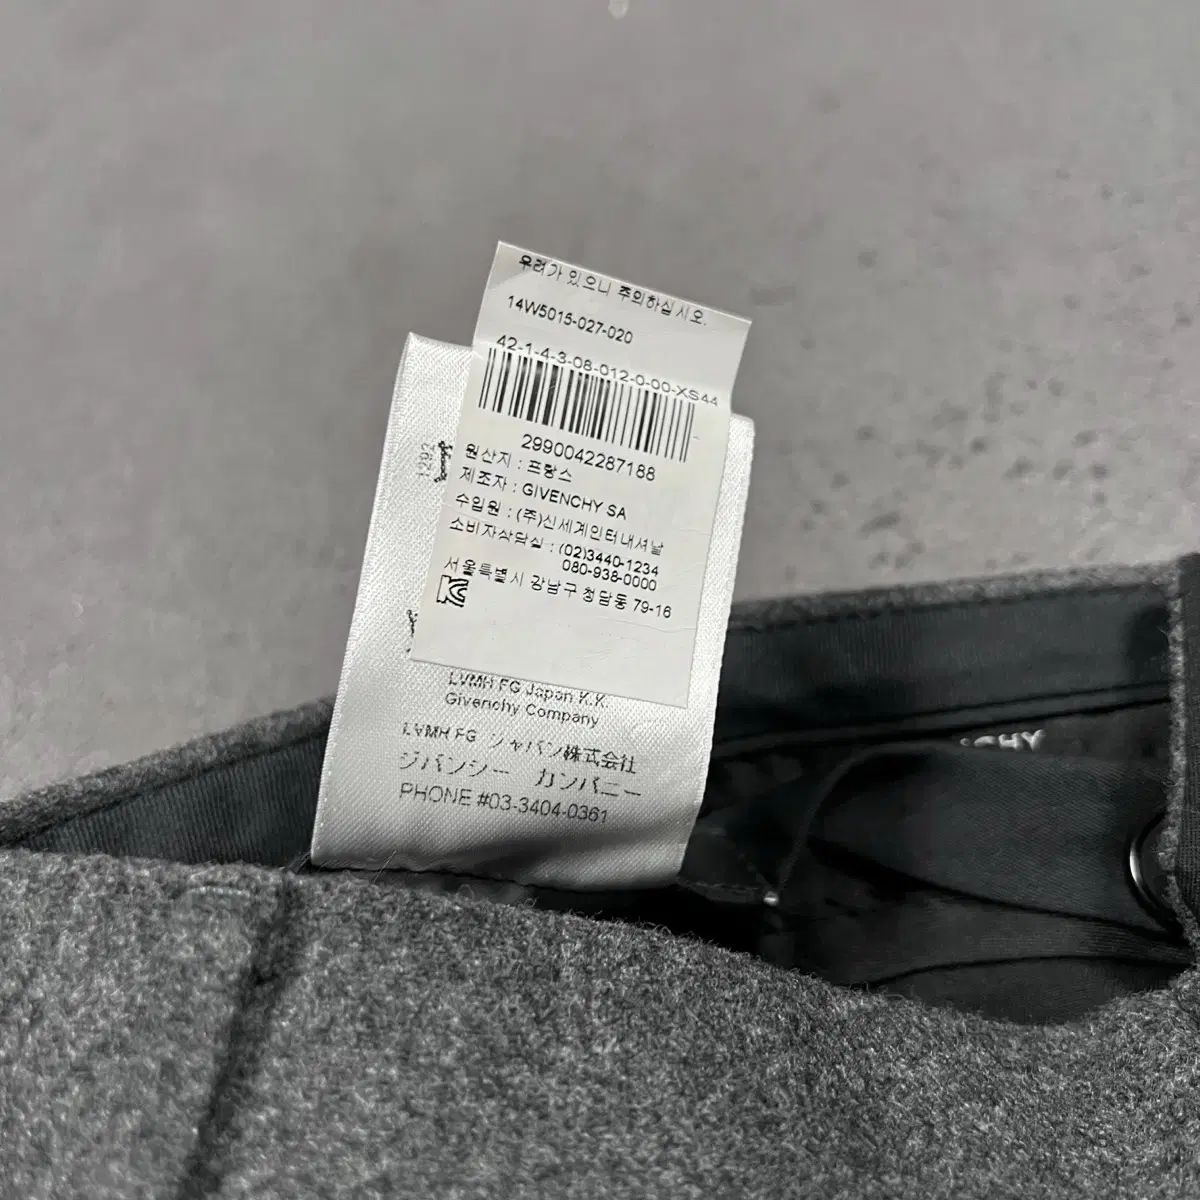 우려가 있으니 주의하십시오.
14W5015-027-020
42-1-4-3-08-012-0-00-XS44
2990042287188
원산지 : 프랑스
제조자 : GIVENCHY SA
수입원 : (주)신세계인터내셔날
소비자상담실 : (02)3440-1234
080-938-0000
서울특별시 강남구 청담동 79-16
1292
LVMH FG Japan K.K.
Givenchy Company
LVMH FG ジャパン株式会社
ジバンシー カンパニー
PHONE #03-3404-0361